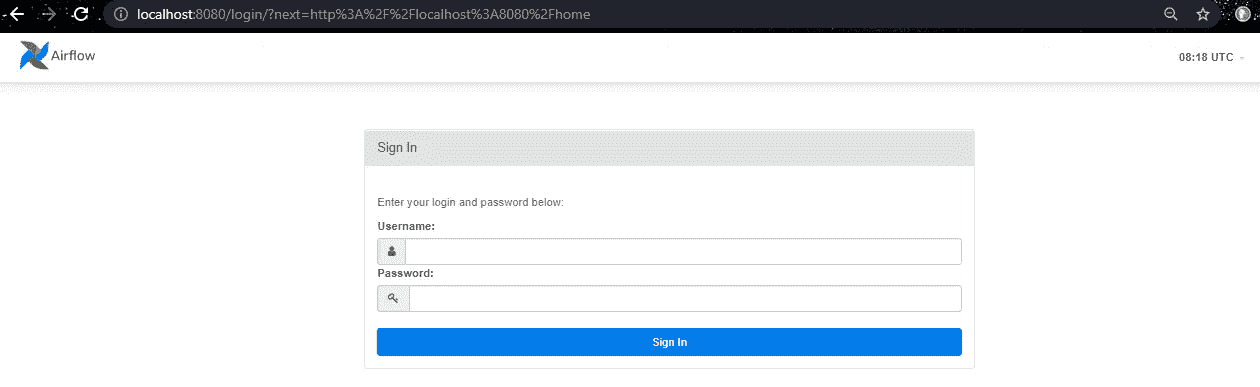 localhost:8080/login/?next=http%3A%2F%2Flocalhost%3A8080%2Fhome
Airflow
08:18 UTC
Sign In
Enter your login and password below:
Username:
Password:
Sign In